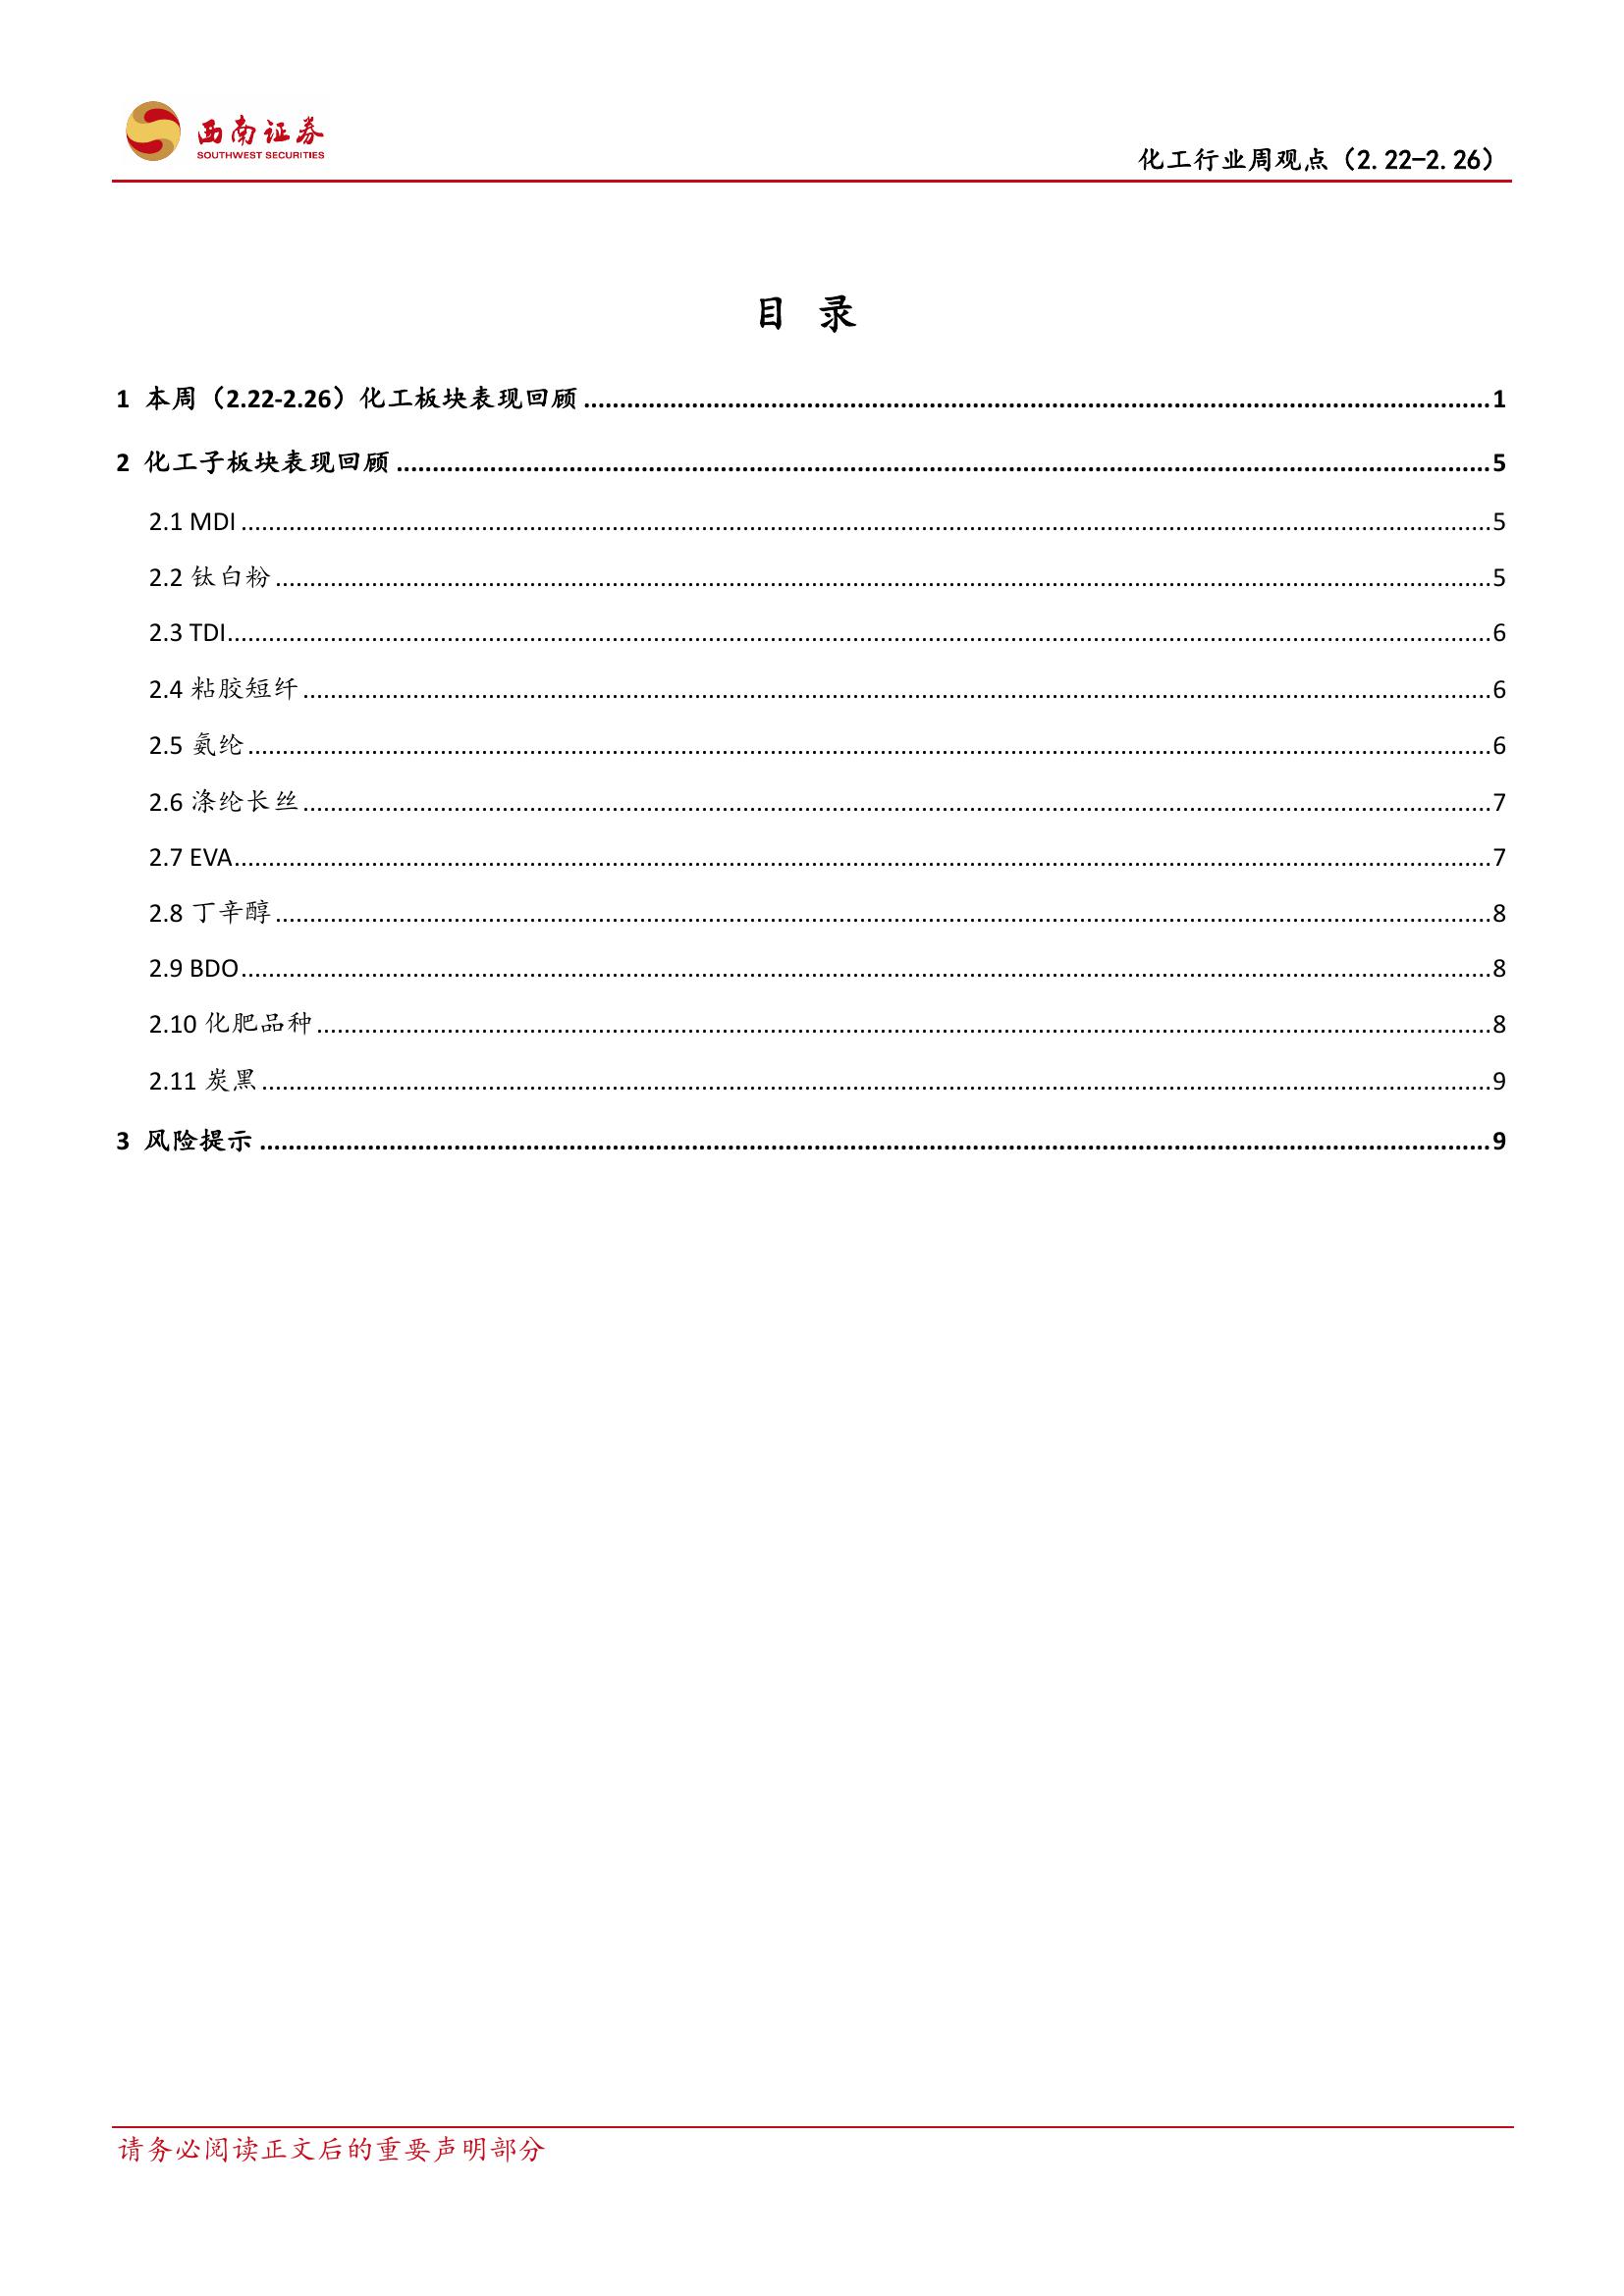 西南证券
SOUTHWEST SECURITIES
化工行业周观点（2.22-2.26）
目 录
1 本周（2.22-2.26）化工板块表现回顾 1
2 化工子板块表现回顾 5
2.1 MDI 5
2.2 钛白粉 5
2.3 TDI 6
2.4 粘胶短纤 6
2.5 氨纶 6
2.6 涤纶长丝 7
2.7 EVA 7
2.8 丁辛醇 8
2.9 BDO 8
2.10 化肥品种 8
2.11 炭黑 9
3 风险提示 9
请务必阅读正文后的重要声明部分